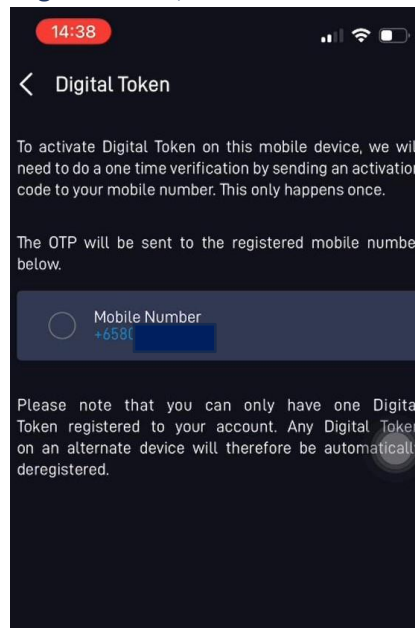 14:38
Digital Token
To activate Digital Token on this mobile device, we wil
need to do a one time verification by sending an activation
code to your mobile number. This only happens once.
The OTP will be sent to the registered mobile numbe
below.
Mobile Number
+658
Please note that you can only have one Digita
Token registered to your account. Any Digital Toke
on an alternate device will therefore be automaticall
deregistered.